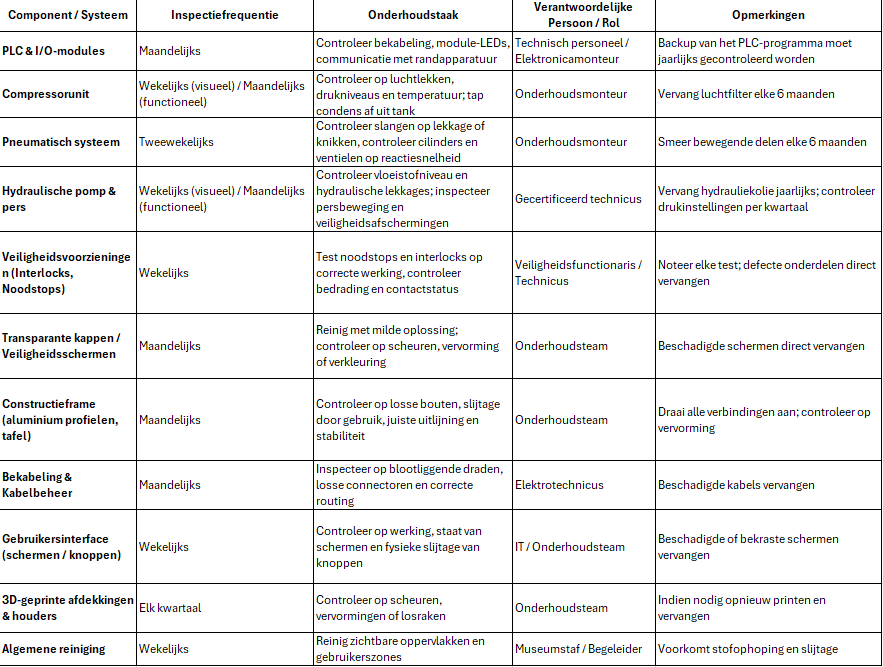 Component / Systeem
Inspectiefrequentie
Onderhoudstaak
Verantwoordelijke
Persoon / Rol
Opmerkingen
PLC & I/O-modules
Maandelijks
Controleer bekabeling, module-LEDs,
communicatie met randapparatuur
Technisch personeel /
Elektronicamonteur
Backup van het PLC-programma moet
jaarlijks gecontroleerd worden
Compressorunit
Wekelijks (visueel) / Maandelijks
(functioneel)
Controleer op luchtlekken,
drukniveaus en temperatuur; tap
condens af uit tank
Onderhoudsmonteur
Vervang luchtfilter elke 6 maanden
Pneumatisch systeem
Tweewekelijks
Controleer slangen op lekkage of
knikken, controleer cilinders en
ventielen op reactiesnelheid
Onderhoudsmonteur
Smeer bewegende delen elke 6 maanden
Hydraulische pomp &
pers
Wekelijks (visueel) / Maandelijks
(functioneel)
Controleer vloeistofniveau en
hydraulische lekkages; inspecteer
persbeweging en
veiligheidsafschermingen
Gecertificeerd technicus
Vervang hydrauliekolie jaarlijks; controleer
drukinstellingen per kwartaal
Veiligheidsvoorzieninge
n (Interlocks,
Noodstops)
Wekelijks
Test noodstops en interlocks op
correcte werking, controleer
bedrading en contactstatus
Veiligheidsfunctionaris /
Technicus
Noteer elke test; defecte onderdelen direct
vervangen
Transparante kappen /
Veiligheidsschermen
Maandelijks
Reinig met milde oplossing;
controleer op scheuren, vervorming
of verkleuring
Onderhoudsteam
Beschadigde schermen direct vervangen
Constructieframe
(aluminium profielen,
tafel)
Maandelijks
Controleer op losse bouten, slijtage
door gebruik, juiste uitlijning en
stabiliteit
Onderhoudsteam
Draai alle verbindingen aan; controleer op
vervorming
Bekabeling &
Kabelbeheer
Maandelijks
Inspecteer op blootliggende draden,
losse connectoren en correcte
routing
Elektrotechnicus
Beschadigde kabels vervangen
Gebruikersinterface
(schermen / knoppen)
Wekelijks
Controleer op werking, staat van
schermen en fysieke slijtage van
knoppen
IT / Onderhoudsteam
Beschadigde of bekraste schermen
vervangen
3D-geprinte afdekkingen
& houders
Elk kwartaal
Controleer op scheuren,
vervormingen of losraken
Onderhoudsteam
Indien nodig opnieuw printen en
vervangen
Algemene reiniging
Wekelijks
Reinig zichtbare oppervlakken en
gebruikerszones
Museumstaf / Begeleider
Voorkomt stofophoping en slijtage